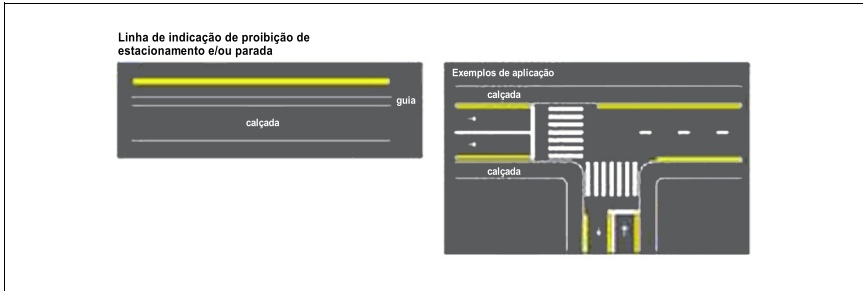 Linha de indicação de proibição de
estacionamento e/ou parada
guia
calçada
Exemplos de aplicação
calçada
calçada